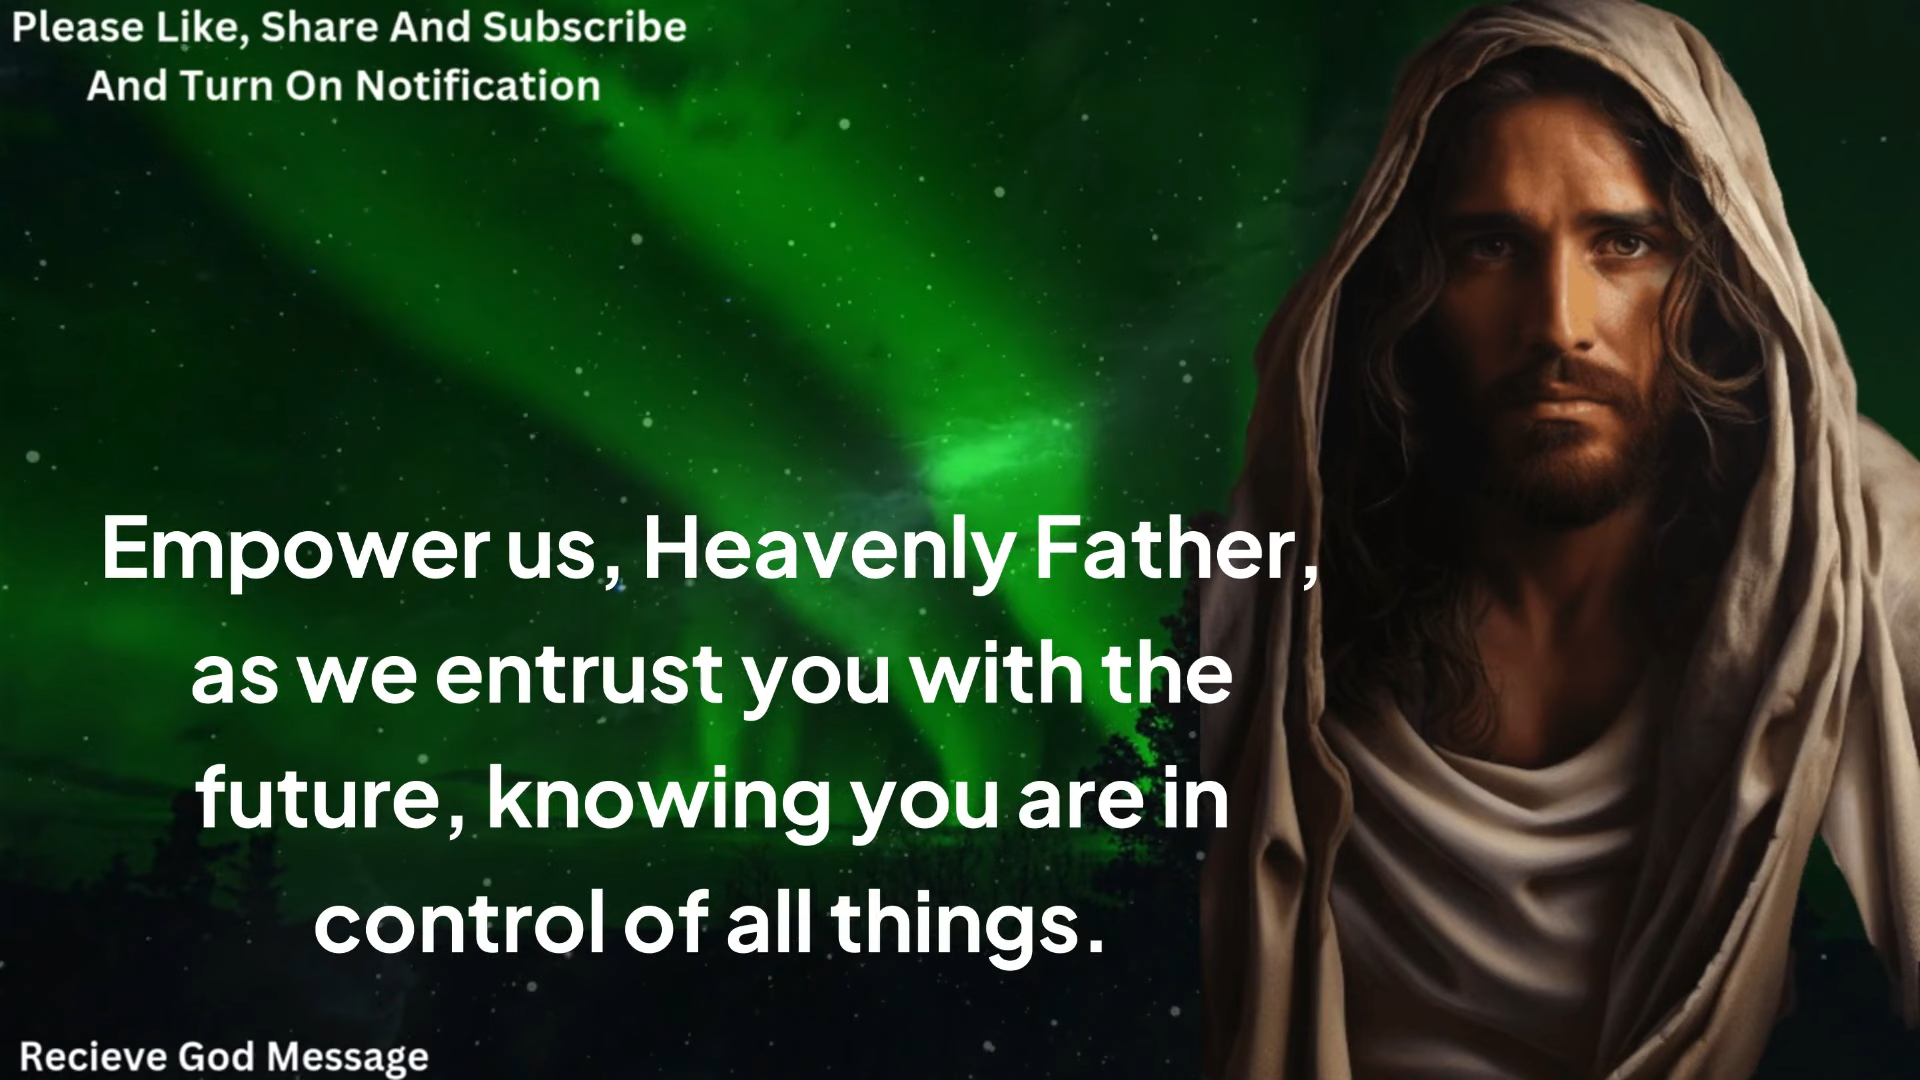 Please Like, Share And Subscribe
And Turn On Notification
Empower us, Heavenly Father,
as we entrust you with the
future, knowing you are in
control of all things.
Recieve God Message